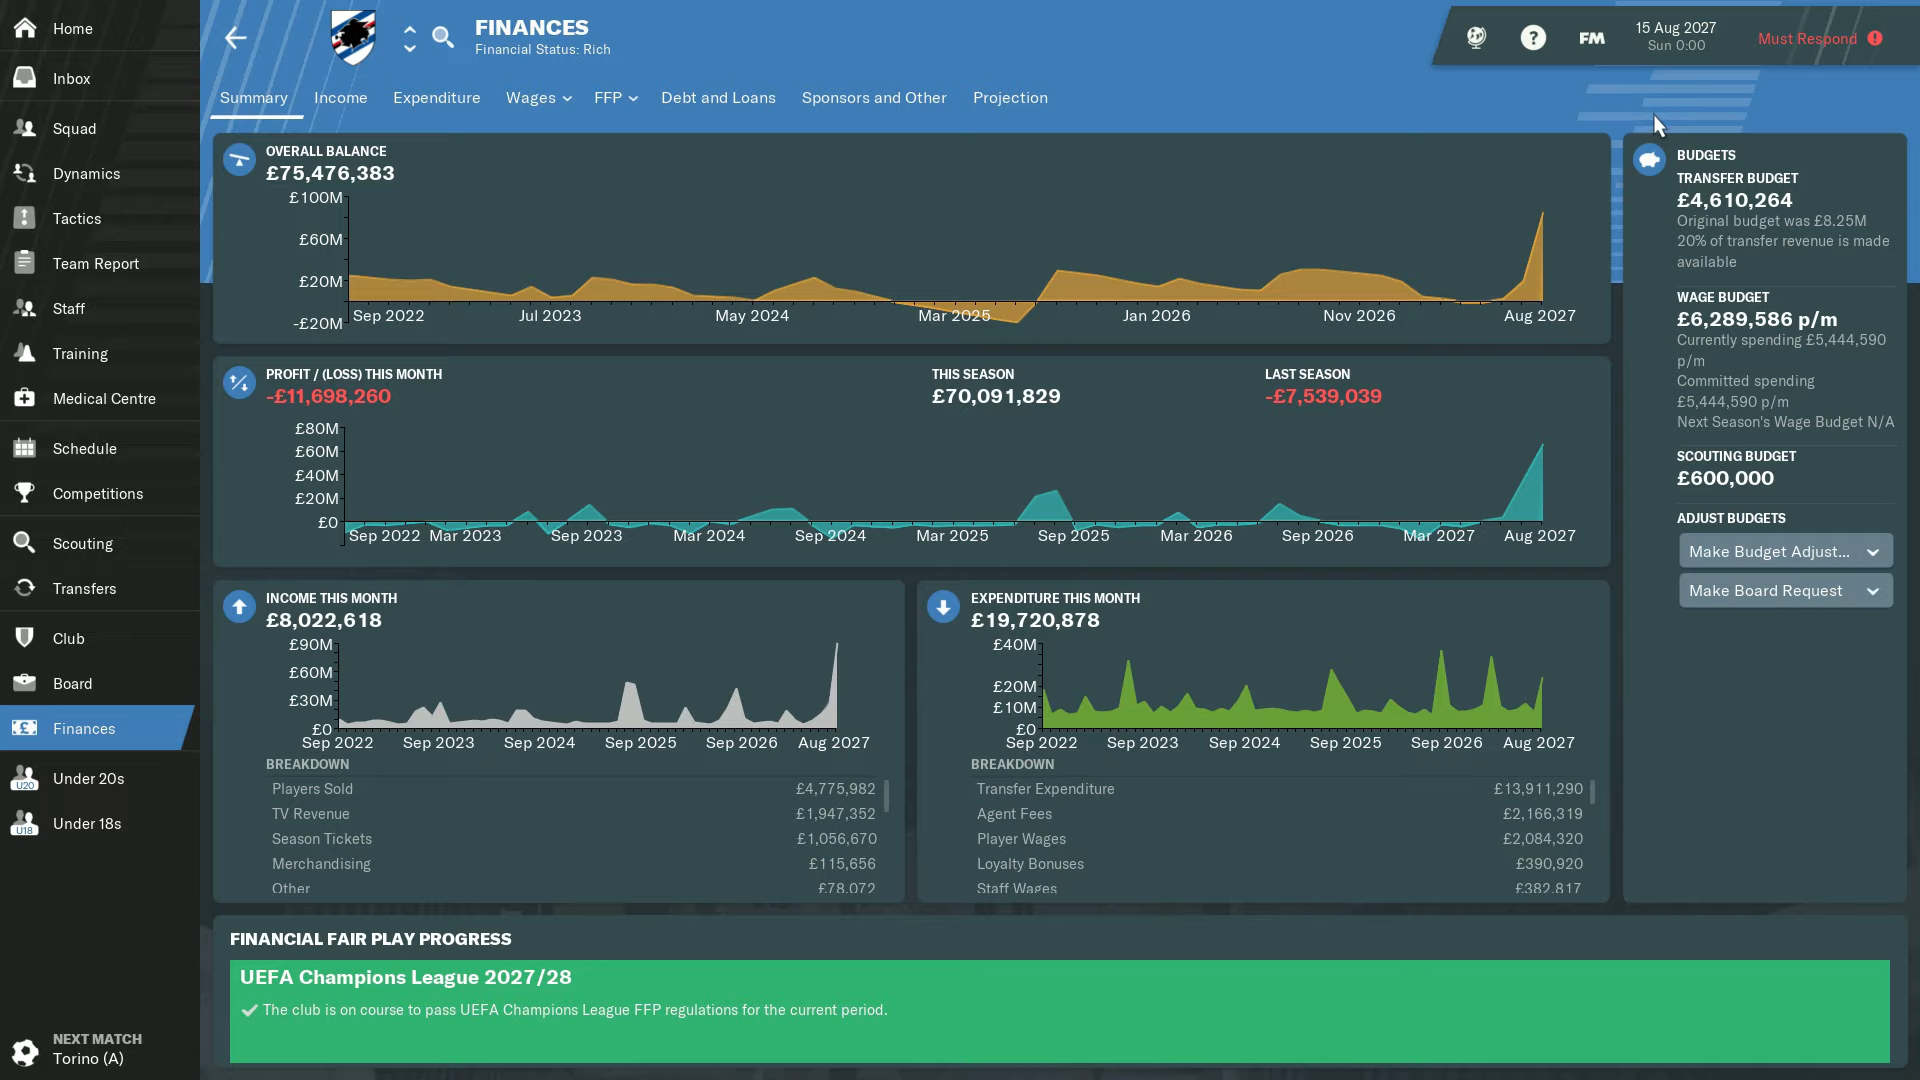 Home
Inbox
Squad
Dynamics
Tactics
Team Report
Staff
Training
Medical Centre
Schedule
Competitions
Scouting
Transfers
Club
Board
Finances
U20
Under 20s
U18
Under 18s
NEXT MATCH
Torino (A)
FINANCES
Financial Status: Rich
FM
15 Aug 2027
Sun 0:00
Must Respond
Summary
Income
Expenditure
Wages
FFP
Debt and Loans
Sponsors and Other
Projection
OVERALL BALANCE
£75,476,383
£100M
£60M
£20M
-£20M
Sep 2022
Jul 2023
May 2024
Mar 2025
Jan 2026
Nov 2026
Aug 2027
PROFIT / (LOSS) THIS MONTH
-£11,698,260
THIS SEASON
£70,091,829
LAST SEASON
-£7,539,039
£80M
£60M
£40M
£20M
£0
Sep 2022
Mar 2023
Sep 2023
Mar 2024
Sep 2024
Mar 2025
Sep 2025
Mar 2026
Sep 2026
Mar 2027
Aug 2027
INCOME THIS MONTH
£8,022,618
£90M
£60M
£30M
£0
Sep 2022
Sep 2023
Sep 2024
Sep 2025
Sep 2026
Aug 2027
BREAKDOWN
Players Sold £4,775,982
TV Revenue £1,947,352
Season Tickets £1,056,670
Merchandising £115,656
Other £78,072
EXPENDITURE THIS MONTH
£19,720,878
£40M
£20M
£10M
£0
Sep 2022
Sep 2023
Sep 2024
Sep 2025
Sep 2026
Aug 2027
BREAKDOWN
Transfer Expenditure £13,911,290
Agent Fees £2,166,319
Player Wages £2,084,320
Loyalty Bonuses £390,920
Staff Wages £382,817
BUDGETS
TRANSFER BUDGET
£4,610,264
Original budget was £8.25M
20% of transfer revenue is made
available
WAGE BUDGET
£6,289,586 p/m
Currently spending £5,444,590
p/m
Committed spending
£5,444,590 p/m
Next Season's Wage Budget N/A
SCOUTING BUDGET
£600,000
ADJUST BUDGETS
Make Budget Adjust...
Make Board Request
FINANCIAL FAIR PLAY PROGRESS
UEFA Champions League 2027/28
The club is on course to pass UEFA Champions League FFP regulations for the current period.